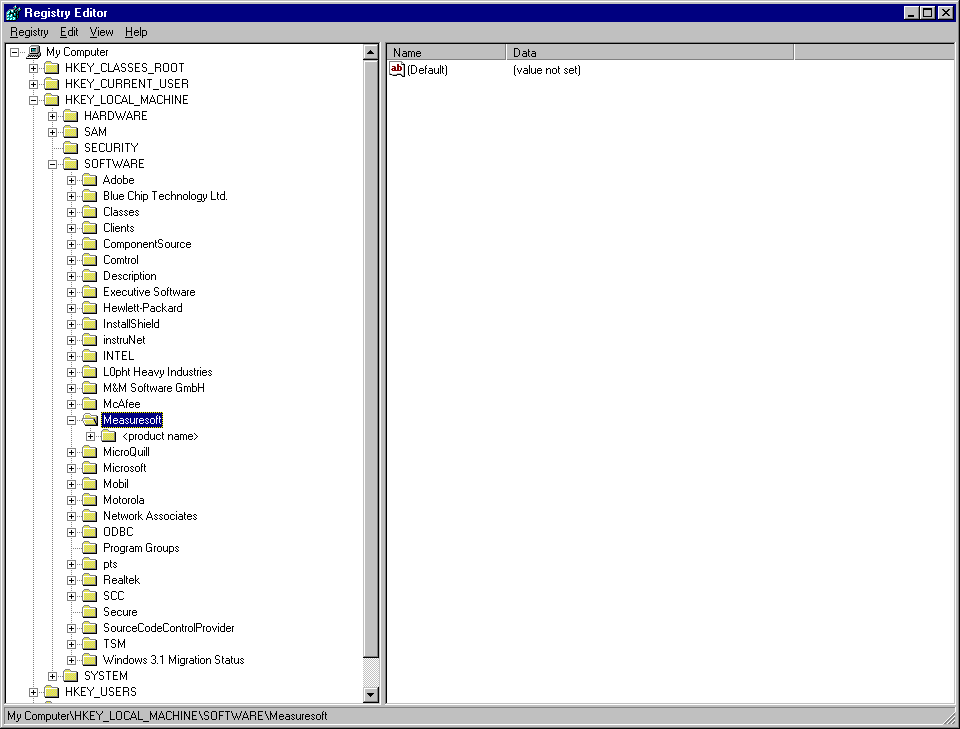 Registry Editor
Registry Edit View Help
My Computer
HKEY_CLASSES_ROOT
HKEY_CURRENT_USER
HKEY_LOCAL_MACHINE
HARDWARE
SAM
SECURITY
SOFTWARE
Adobe
Blue Chip Technology Ltd.
Classes
Clients
ComponentSource
Comtrol
Description
Executive Software
Hewlett-Packard
InstallShield
instruNet
INTEL
L0pht Heavy Industries
M&M Software GmbH
McAfee
Measuresoft
<product name>
MicroQuill
Microsoft
Mobil
Motorola
Network Associates
ODBC
Program Groups
pts
Realtek
SCC
Secure
SourceCodeControlProvider
TSM
Windows 3.1 Migration Status
SYSTEM
HKEY_USERS
Name Data
ab (Default) (value not set)
My Computer\HKEY_LOCAL_MACHINE\SOFTWARE\Measuresoft